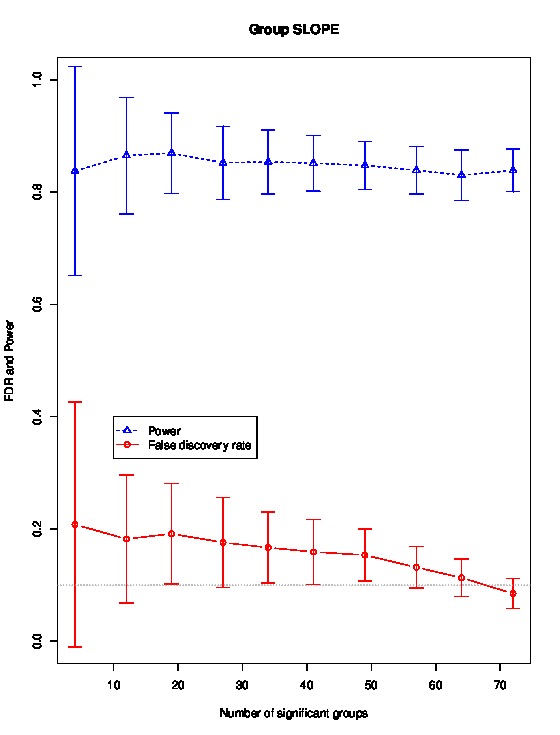 Group SLOPE
FDR and Power
1.0
0.8
0.6
0.4
0.2
0.0
Power
False discovery rate
10 20 30 40 50 60 70
Number of significant groups